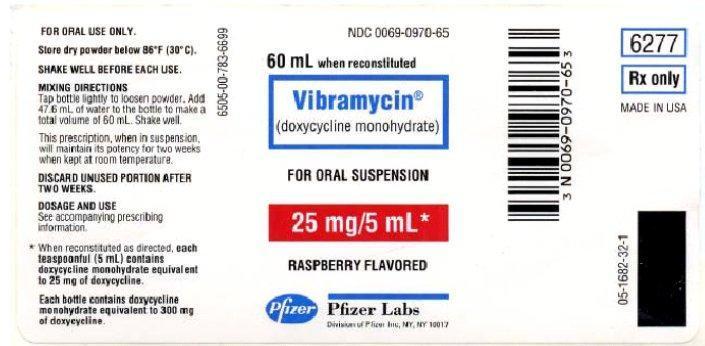 FOR ORAL USE ONLY.
Store dry powder below 86°F (30°C).
SHAKE WELL BEFORE EACH USE.
MIXING DIRECTIONS
Tap bottle lightly to loosen powder. Add
47.6 mL of water to the bottle to make a
total volume of 60 mL. Shake well.
This prescription, when in suspension,
will maintain its potency for two weeks
when kept at room temperature.
DISCARD UNUSED PORTION AFTER
TWO WEEKS.
DOSAGE AND USE
See accompanying prescribing
information.
* When reconstituted as directed, each
teaspoonful (5 mL) contains
doxycycline monohydrate equivalent
to 25 mg of doxycycline.
Each bottle contains doxycycline
monohydrate equivalent to 300 mg
of doxycycline.
6505-00-783-6699
NDC 0069-0970-65
60 mL when reconstituted
Vibramycin®
(doxycycline monohydrate)
FOR ORAL SUSPENSION
25 mg/5 mL*
RASPBERRY FLAVORED
Pfizer Pfizer Labs
Division of Pfizer Inc, NY, NY 10017
3 N 0069-0970-65 3
6277
Rx only
MADE IN USA
05-1682-32-1